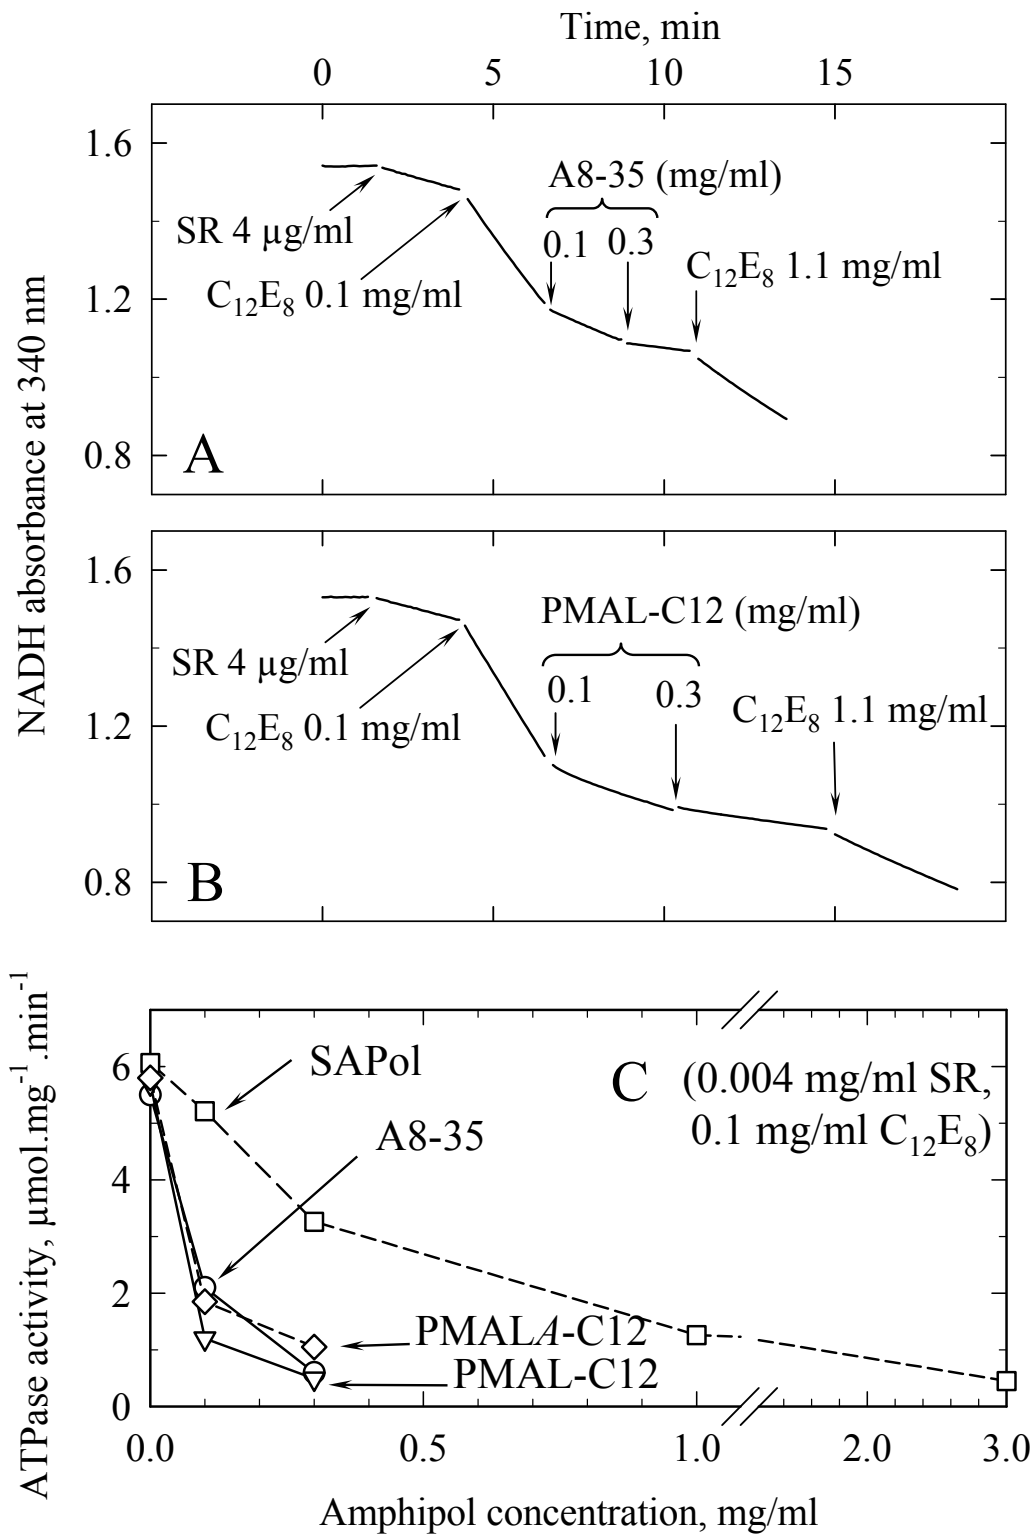 Time, min
0 5 10 15
NADH absorbance at 340 nm
1.6
1.2
0.8
A8-35 (mg/ml)
0.1 0.3
SR 4 µg/ml
C₁₂E₈ 0.1 mg/ml
C₁₂E₈ 1.1 mg/ml
A
1.6
1.2
0.8
PMAL-C12 (mg/ml)
0.1 0.3
SR 4 µg/ml
C₁₂E₈ 0.1 mg/ml
C₁₂E₈ 1.1 mg/ml
B
ATPase activity, µmol.mg⁻¹.min⁻¹
6
4
2
0
SAPol
A8-35
PMALA-C12
PMAL-C12
C (0.004 mg/ml SR,
0.1 mg/ml C₁₂E₈)
0.0 0.5 1.0 2.0 3.0
Amphipol concentration, mg/ml